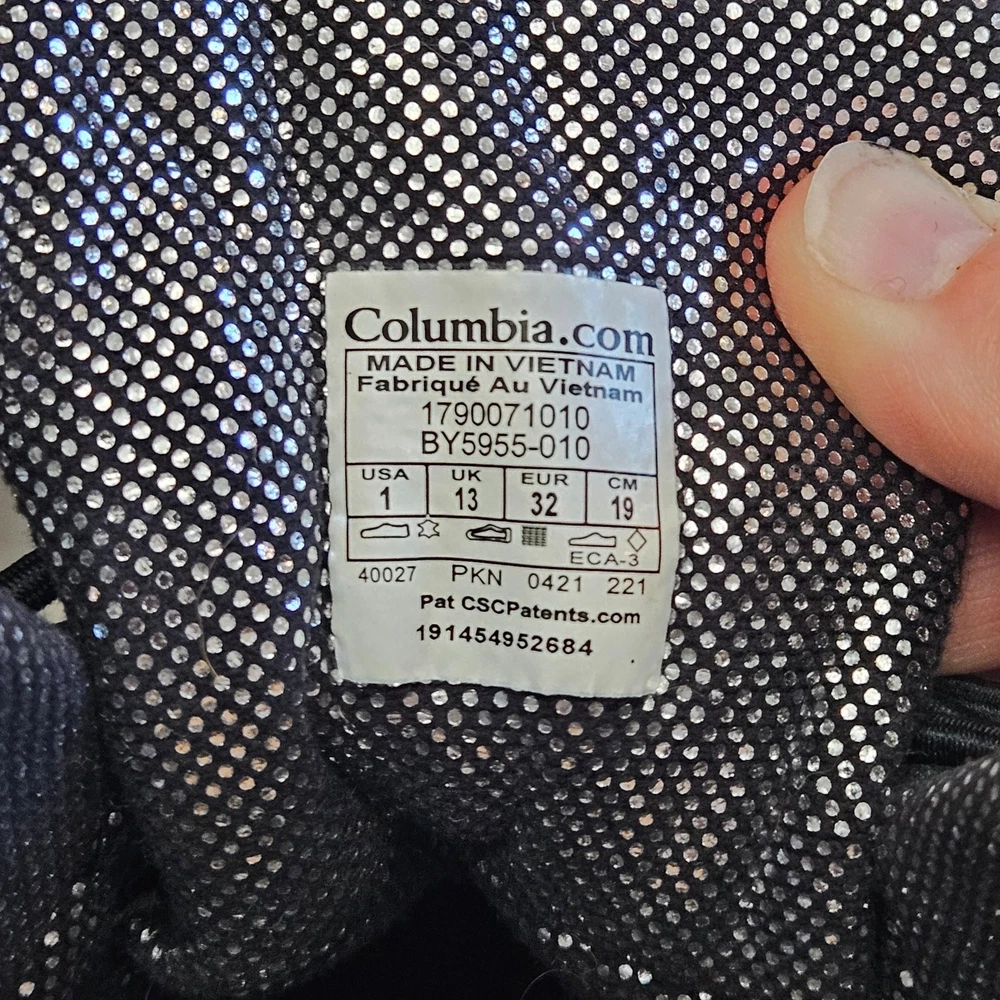 Columbia.com
MADE IN VIETNAM
Fabriqué Au Vietnam
1790071010
BY5955-010
USA UK EUR CM
1 13 32 19
ECA-3
40027 PKN 0421 221
Pat CSCPatents.com
191454952684